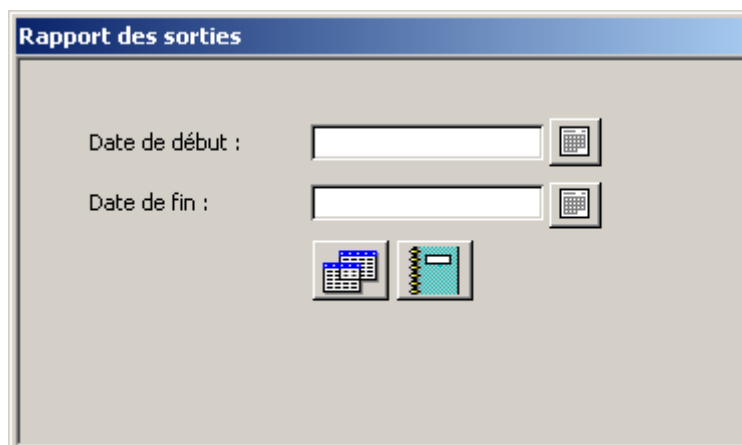 Rapport des sorties
Date de début :
Date de fin :